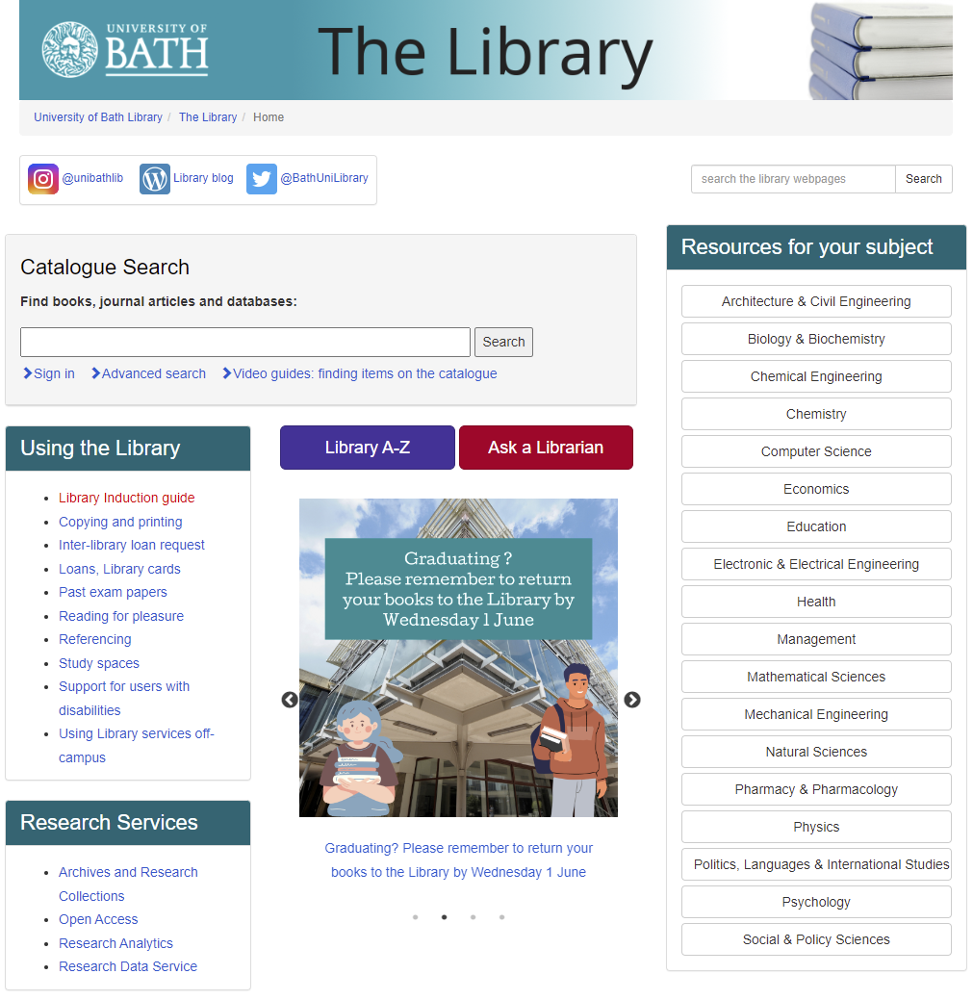 UNIVERSITY OF
BATH
The Library
University of Bath Library / The Library / Home
@unibathlib Library blog @BathUniLibrary
search the library webpages Search
Catalogue Search
Find books, journal articles and databases:
Search
Sign in Advanced search Video guides: finding items on the catalogue
Using the Library
Library Induction guide
Copying and printing
Inter-library loan request
Loans, Library cards
Past exam papers
Reading for pleasure
Referencing
Study spaces
Support for users with
disabilities
Using Library services off-
campus
Research Services
Archives and Research
Collections
Open Access
Research Analytics
Research Data Service
Library A-Z Ask a Librarian
Graduating ?
Please remember to return
your books to the Library by
Wednesday 1 June
Graduating? Please remember to return your
books to the Library by Wednesday 1 June
Resources for your subject
Architecture & Civil Engineering
Biology & Biochemistry
Chemical Engineering
Chemistry
Computer Science
Economics
Education
Electronic & Electrical Engineering
Health
Management
Mathematical Sciences
Mechanical Engineering
Natural Sciences
Pharmacy & Pharmacology
Physics
Politics, Languages & International Studies
Psychology
Social & Policy Sciences